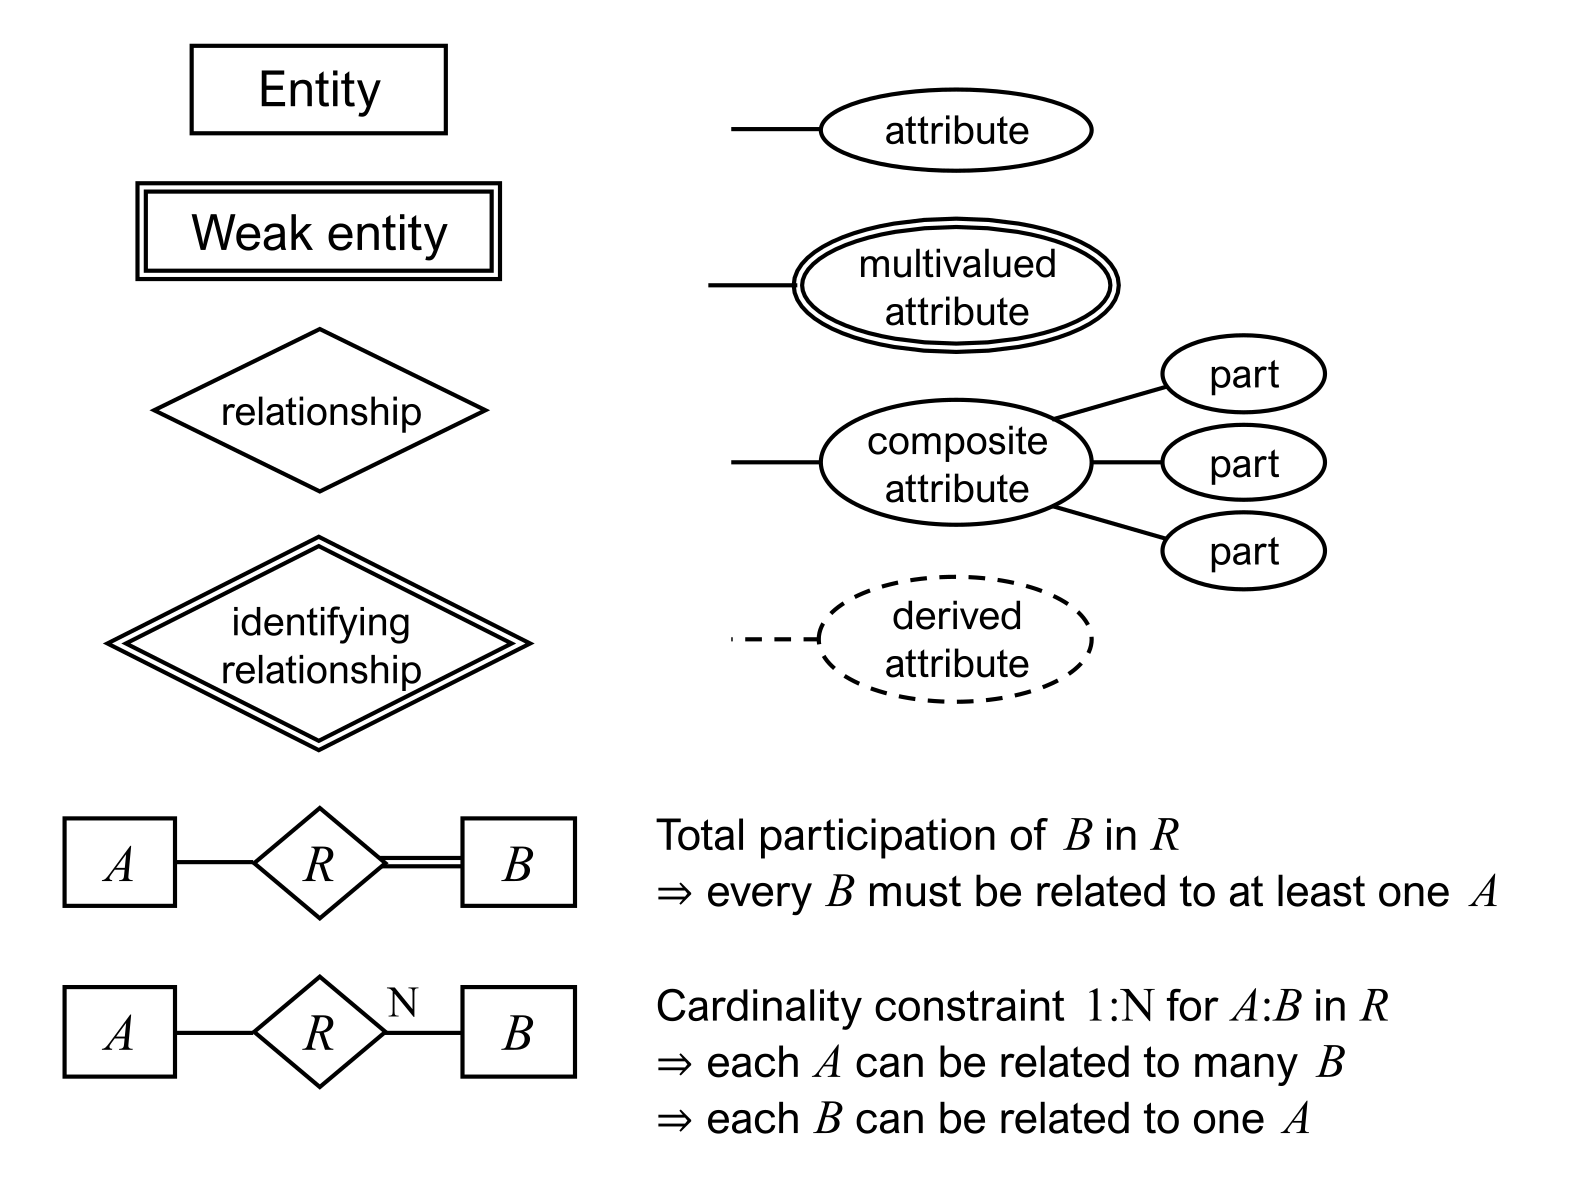 Entity
Weak entity
relationship
identifying
relationship
attribute
multivalued
attribute
composite
attribute
part
part
part
derived
attribute
A R B
Total participation of B in R
⇒ every B must be related to at least one A
A R N B
Cardinality constraint 1:N for A:B in R
⇒ each A can be related to many B
⇒ each B can be related to one A